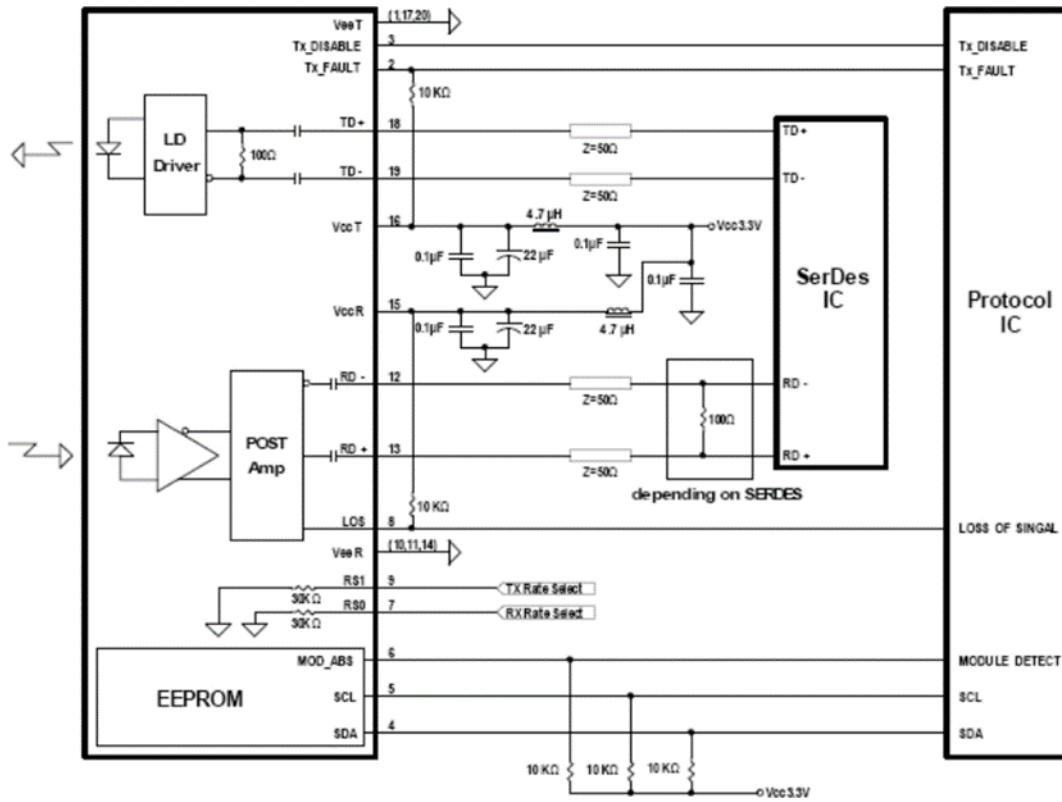 VeeT (1,17,20)
Tx_DISABLE 3 Tx_DISABLE
Tx_FAULT 2 Tx_FAULT
10 KΩ
TD+ 18 TD+
LD Driver
100Ω
Z=50Ω
TD- 19 TD-
Z=50Ω
VccT 16
4.7 µH
Vcc3.3V
0.1µF 22 µF 0.1µF 0.1µF
SerDes
IC
Protocol
IC
VccR 15
0.1µF 22 µF
4.7 µH
RD - 12 RD -
Z=50Ω
100Ω
POST
Amp
RD + 13 RD +
Z=50Ω
depending on SERDES
10 KΩ
LOS 8 LOSS OF SINGAL
VeeR (10,11,14)
RS1 9 TX Rate Select
30KΩ
RS0 7 RX Rate Select
30KΩ
MOD_ABS 6 MODULE DETECT
EEPROM
SCL 5 SCL
SDA 4 SDA
10 KΩ 10 KΩ 10 KΩ
Vcc3.3V